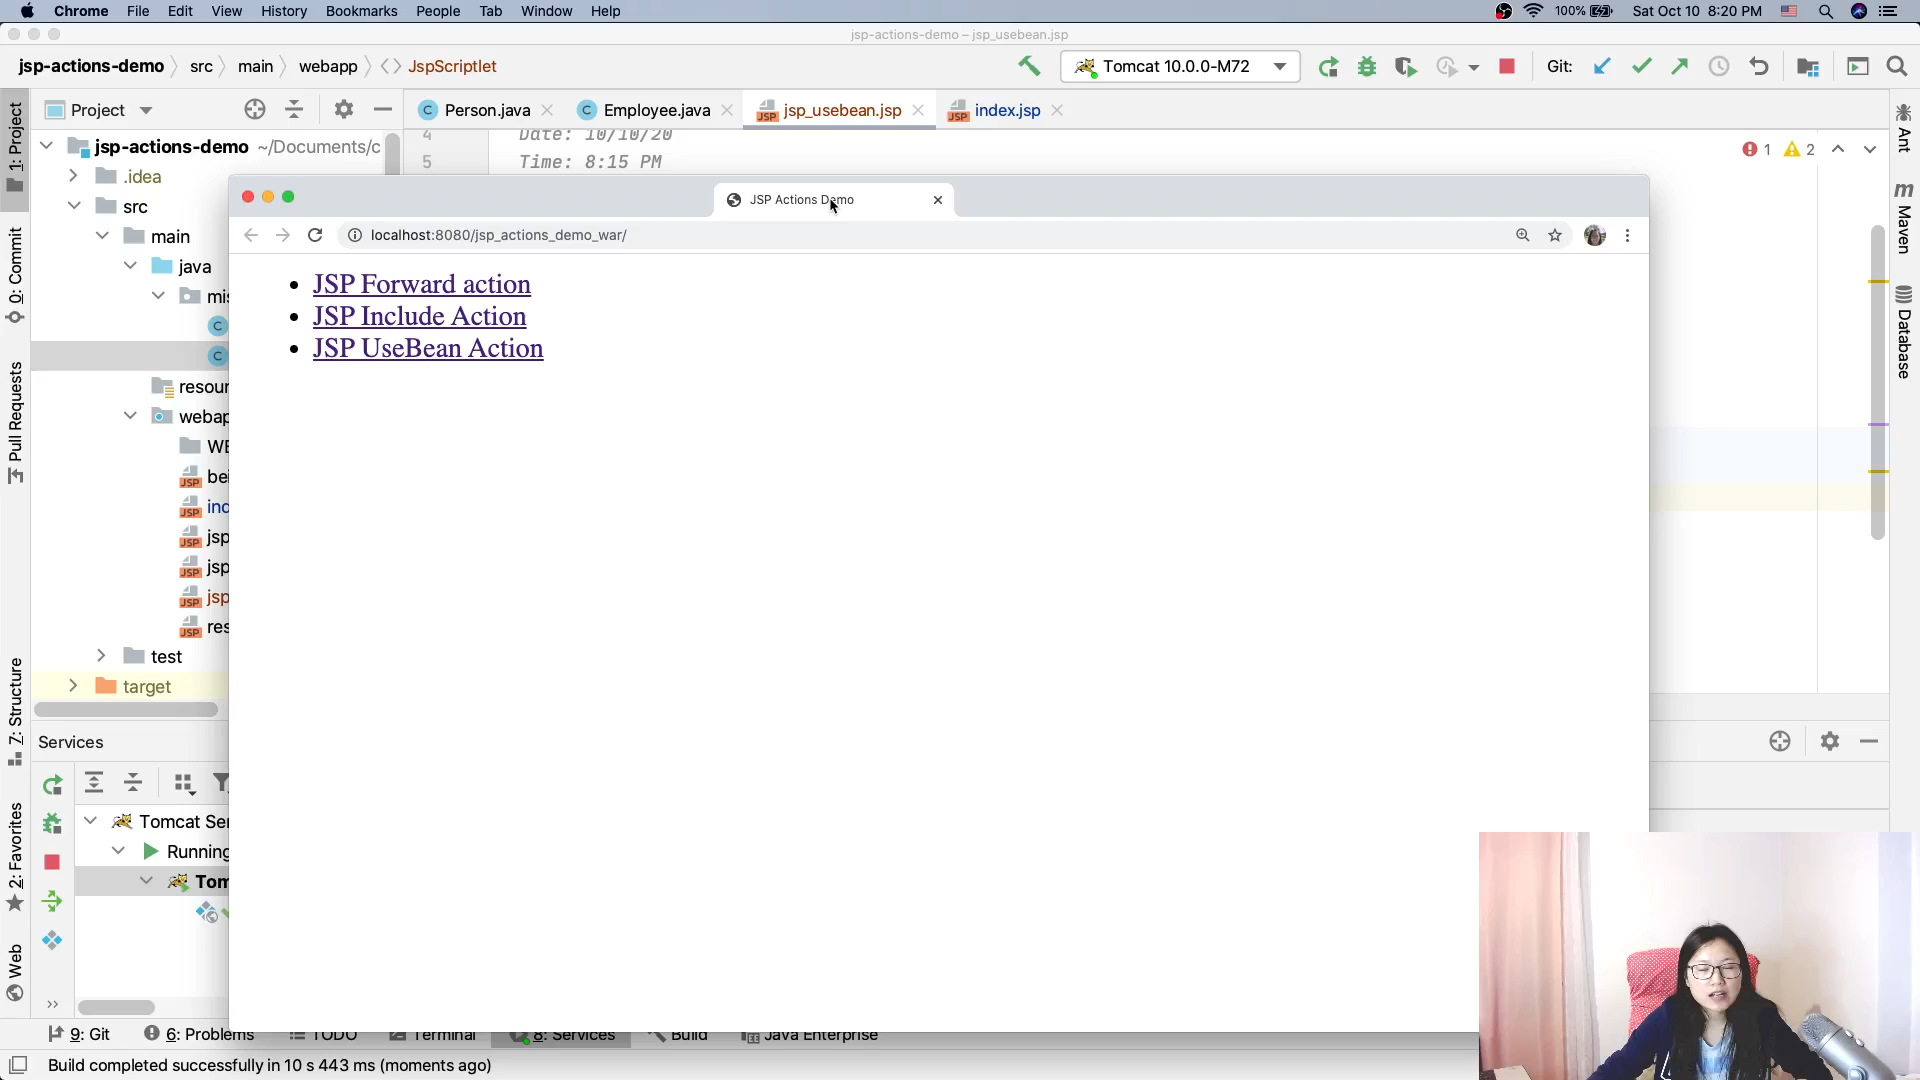 Chrome File Edit View History Bookmarks People Tab Window Help 100% Sat Oct 10 8:20 PM
jsp-actions-demo – jsp_usebean.jsp
jsp-actions-demo src main webapp JspScriptlet Tomcat 10.0.0-M72 Git:
Project
Person.java Employee.java jsp_usebean.jsp index.jsp
4 Date: 10/10/20
5 Time: 8:15 PM
1 2
jsp-actions-demo ~/Documents/c
.idea
src
main
java
mi
resour
webap
WE
bei
ind
jsp
jsp
jsp
res
test
target
JSP Actions Demo
localhost:8080/jsp_actions_demo_war/
JSP Forward action
JSP Include Action
JSP UseBean Action
Services
Tomcat Ser
Running
Tom
1: Project
0: Commit
Pull Requests
7: Structure
2: Favorites
Web
Ant
m Maven
Database
9: Git 6: Problems TODO Terminal 8: Services Build Java Enterprise
Build completed successfully in 10 s 443 ms (moments ago)